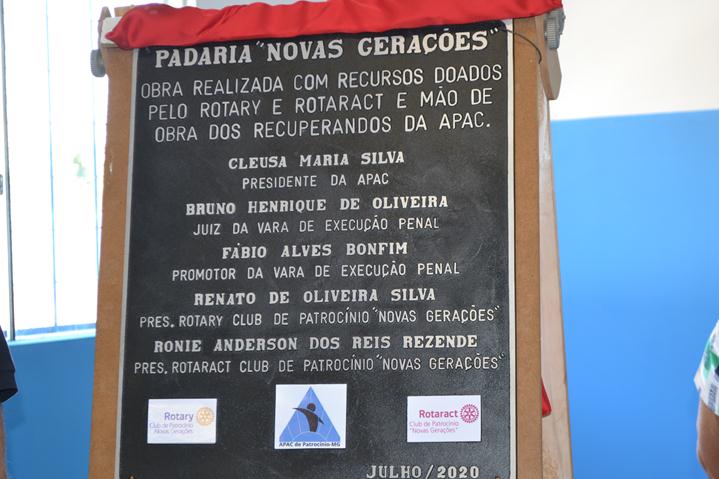 PADARIA "NOVAS GERAÇÕES"
OBRA REALIZADA COM RECURSOS DOADOS
PELO ROTARY E ROTARACT E MÃO DE
OBRA DOS RECUPERANDOS DA APAC.
CLEUSA MARIA SILVA
PRESIDENTE DA APAC
BRUNO HENRIQUE DE OLIVEIRA
JUIZ DA VARA DE EXECUÇÃO PENAL
FÁBIO ALVES BONFIM
PROMOTOR DA VARA DE EXECUÇÃO PENAL
RENATO DE OLIVEIRA SILVA
PRES. ROTARY CLUB DE PATROCÍNIO "NOVAS GERAÇÕES"
RONIE ANDERSON DOS REIS REZENDE
PRES. ROTARACT CLUB DE PATROCÍNIO "NOVAS GERAÇÕES"
Rotary
Club de Patrocínio
Novas Gerações
APAC de Patrocínio-MG
Rotaract
Club de Patrocínio
"Novas Gerações"
JULHO/2020